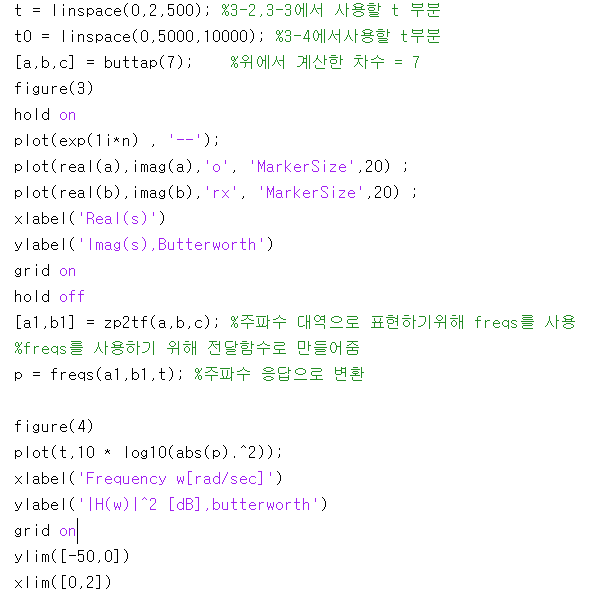 t = linspace(0,2,500); %3-2,3-3에서 사용할 t 부분
t0 = linspace(0,5000,10000); %3-4에서사용할 t부분
[a,b,c] = buttap(7);    %위에서 계산한 차수 = 7
figure(3)
hold on
plot(exp(1i*n) , '--');
plot(real(a),imag(a),'o', 'MarkerSize',20) ;
plot(real(b),imag(b),'rx', 'MarkerSize',20) ;
xlabel('Real(s)')
ylabel('Imag(s),Butterworth')
grid on
hold off
[a1,b1] = zp2tf(a,b,c); %주파수 대역으로 표현하기위해 freqs를 사용
%freqs를 사용하기 위해 전달함수로 만들어줌
p = freqs(a1,b1,t); %주파수 응답으로 변환
figure(4)
plot(t,10 * log10(abs(p).^2));
xlabel('Frequency w[rad/sec]')
ylabel('|H(w)|^2 [dB],butterworth')
grid on
ylim([-50,0])
xlim([0,2])